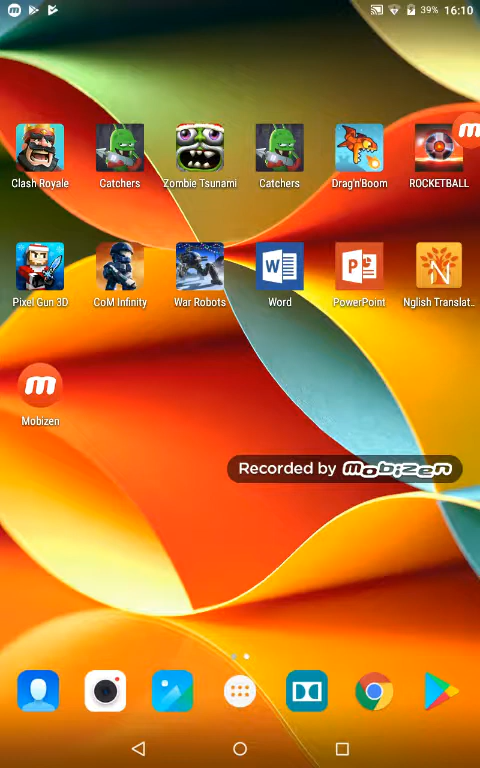 39% 16:10
Clash Royale
Catchers
Zombie Tsunami
Catchers
Drag'n'Boom
ROCKETBALL
Pixel Gun 3D
CoM Infinity
War Robots
Word
PowerPoint
Nglish Translat..
Mobizen
Recorded by mobizen